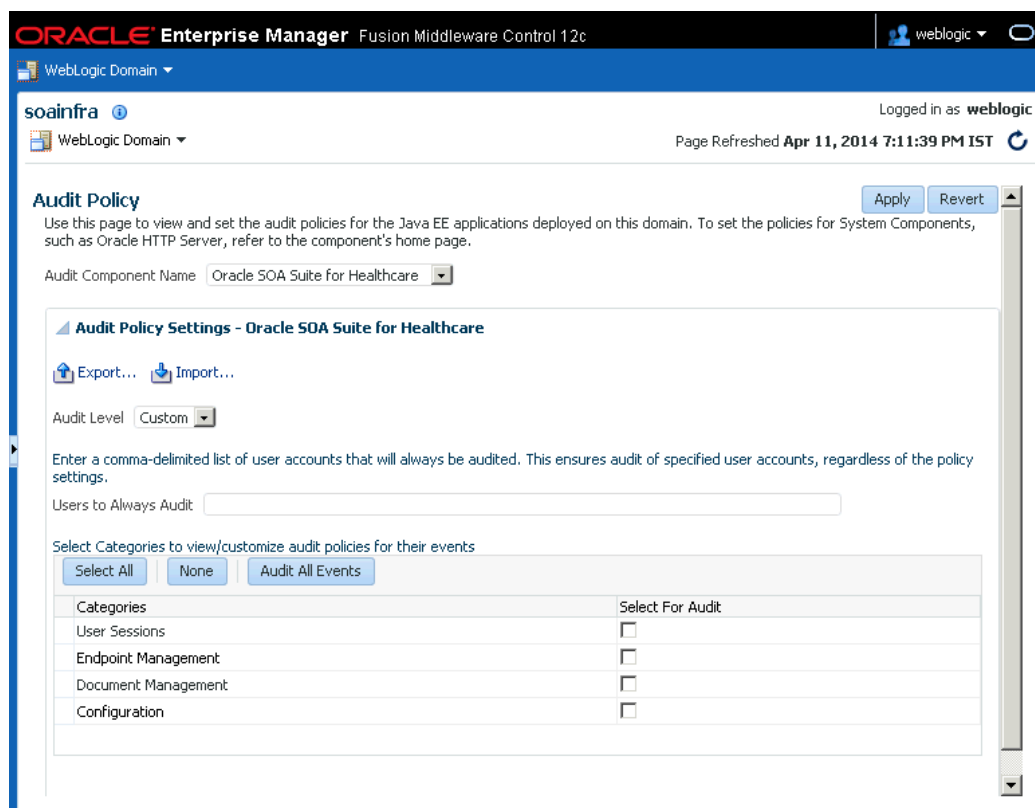 ORACLE Enterprise Manager Fusion Middleware Control 12c
weblogic
WebLogic Domain
soainfra
Logged in as weblogic
WebLogic Domain
Page Refreshed Apr 11, 2014 7:11:39 PM IST
Audit Policy
Apply
Revert
Use this page to view and set the audit policies for the Java EE applications deployed on this domain. To set the policies for System Components,
such as Oracle HTTP Server, refer to the component's home page.
Audit Component Name Oracle SOA Suite for Healthcare
Audit Policy Settings - Oracle SOA Suite for Healthcare
Export... Import...
Audit Level Custom
Enter a comma-delimited list of user accounts that will always be audited. This ensures audit of specified user accounts, regardless of the policy
settings.
Users to Always Audit
Select Categories to view/customize audit policies for their events
Select All None Audit All Events
Categories Select For Audit
User Sessions
Endpoint Management
Document Management
Configuration